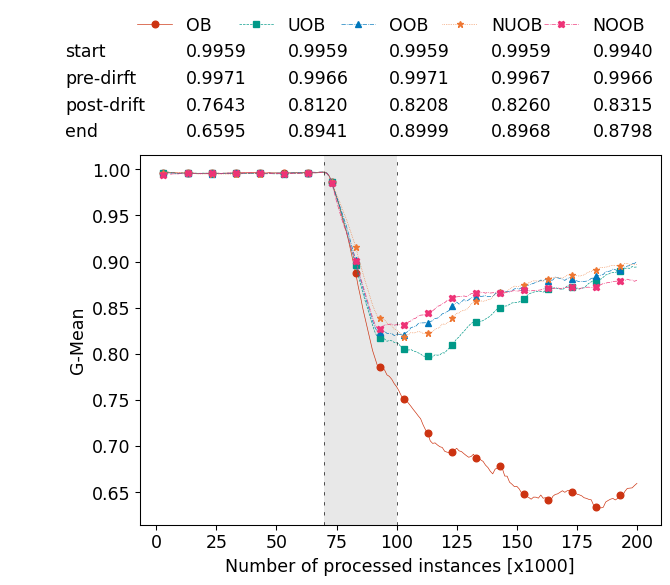 OB UOB OOB NUOB NOOB
start 0.9959 0.9959 0.9959 0.9959 0.9940
pre-dirft 0.9971 0.9966 0.9971 0.9967 0.9966
post-drift 0.7643 0.8120 0.8208 0.8260 0.8315
end 0.6595 0.8941 0.8999 0.8968 0.8798
1.00
0.95
0.90
0.85
0.80
0.75
0.70
0.65
G-Mean
0 25 50 75 100 125 150 175 200
Number of processed instances [x1000]